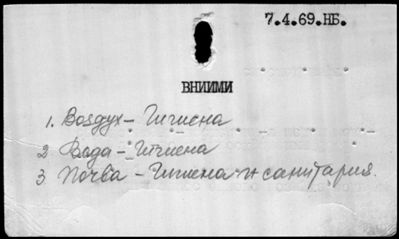 7.4.69.НБ.
ВНИИМИ
1. Воздух – Гигиена
2 Вода – Гигиена
3 Почва – Гигиена и санитария.